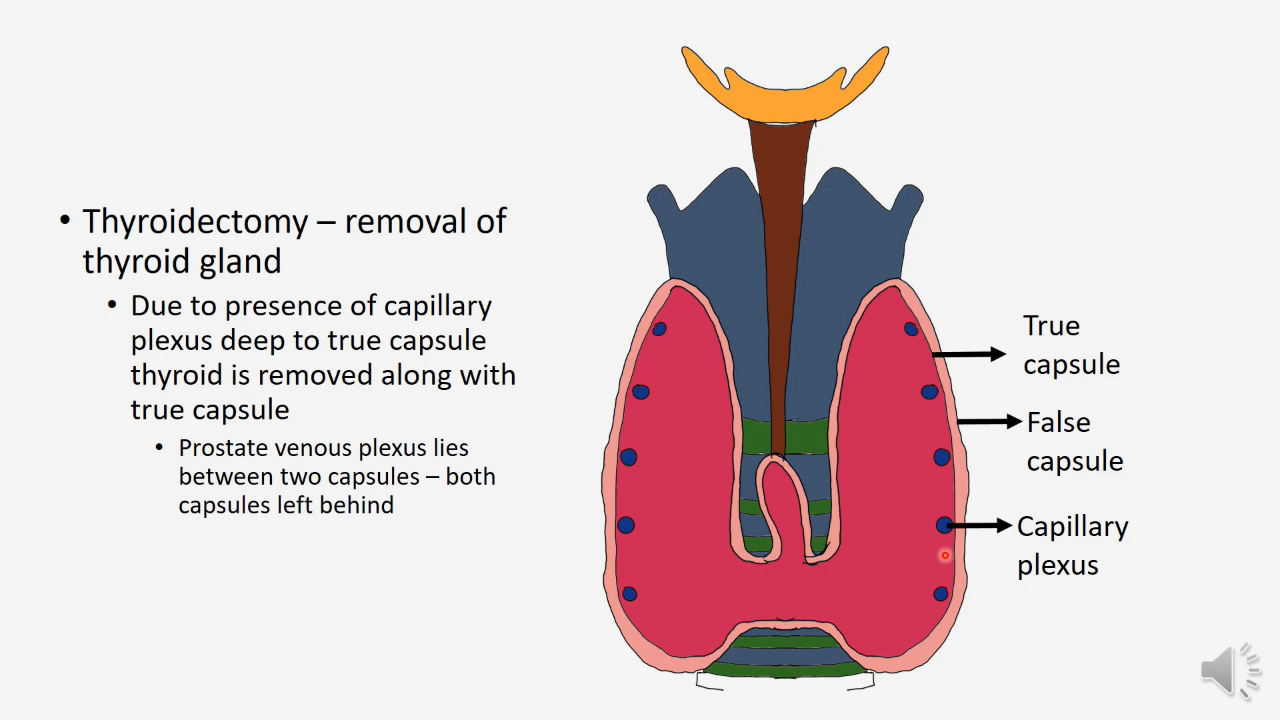 • Thyroidectomy – removal of
thyroid gland
• Due to presence of capillary
plexus deep to true capsule
thyroid is removed along with
true capsule
• Prostate venous plexus lies
between two capsules – both
capsules left behind
True
capsule
False
capsule
Capillary
plexus